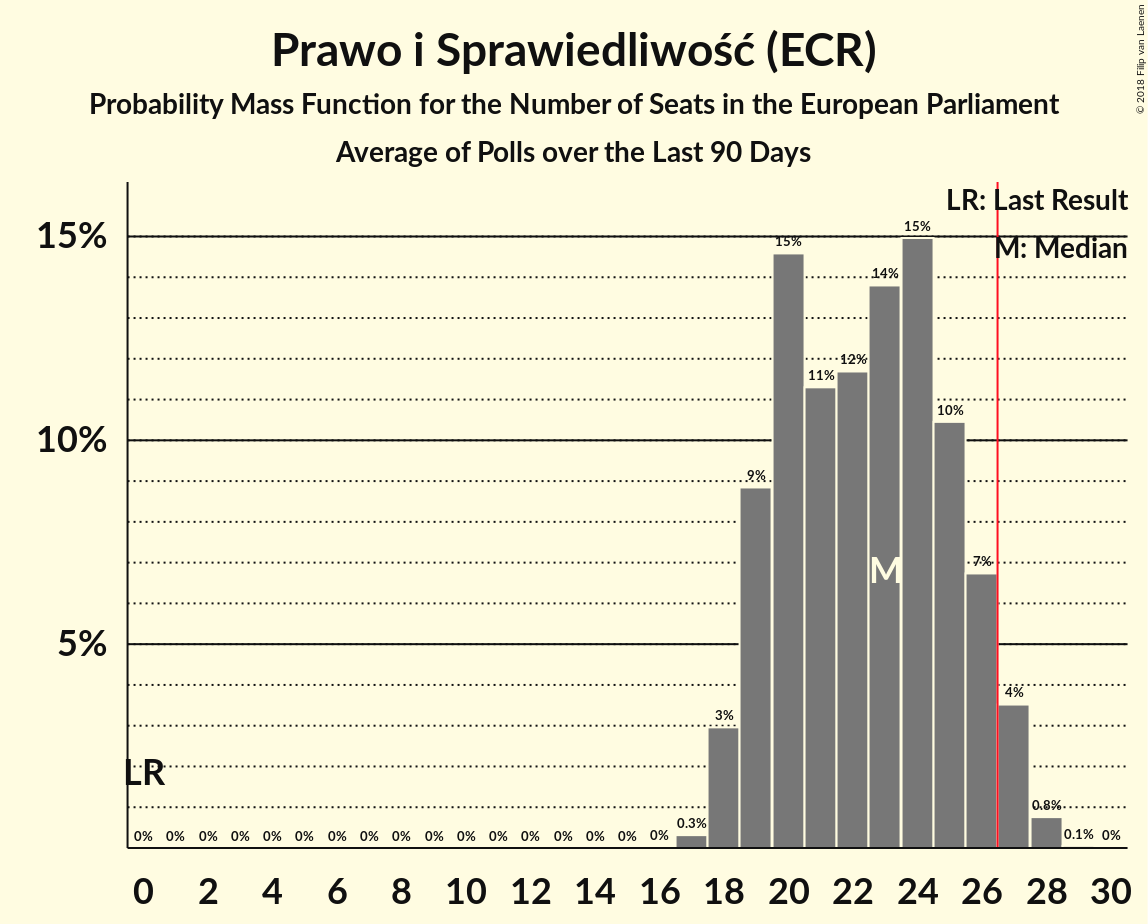 Prawo i Sprawiedliwość (ECR)
Probability Mass Function for the Number of Seats in the European Parliament
Average of Polls over the Last 90 Days
© 2018 Filip van Laenen
LR: Last Result
M: Median
15%
10%
5%
15%
15%
14%
12%
11%
10%
9%
7%
M
4%
3%
LR
0.8%
0.3%
0% 0% 0% 0% 0% 0% 0% 0% 0% 0% 0% 0% 0% 0% 0% 0% 0% 0.1% 0%
0 2 4 6 8 10 12 14 16 18 20 22 24 26 28 30